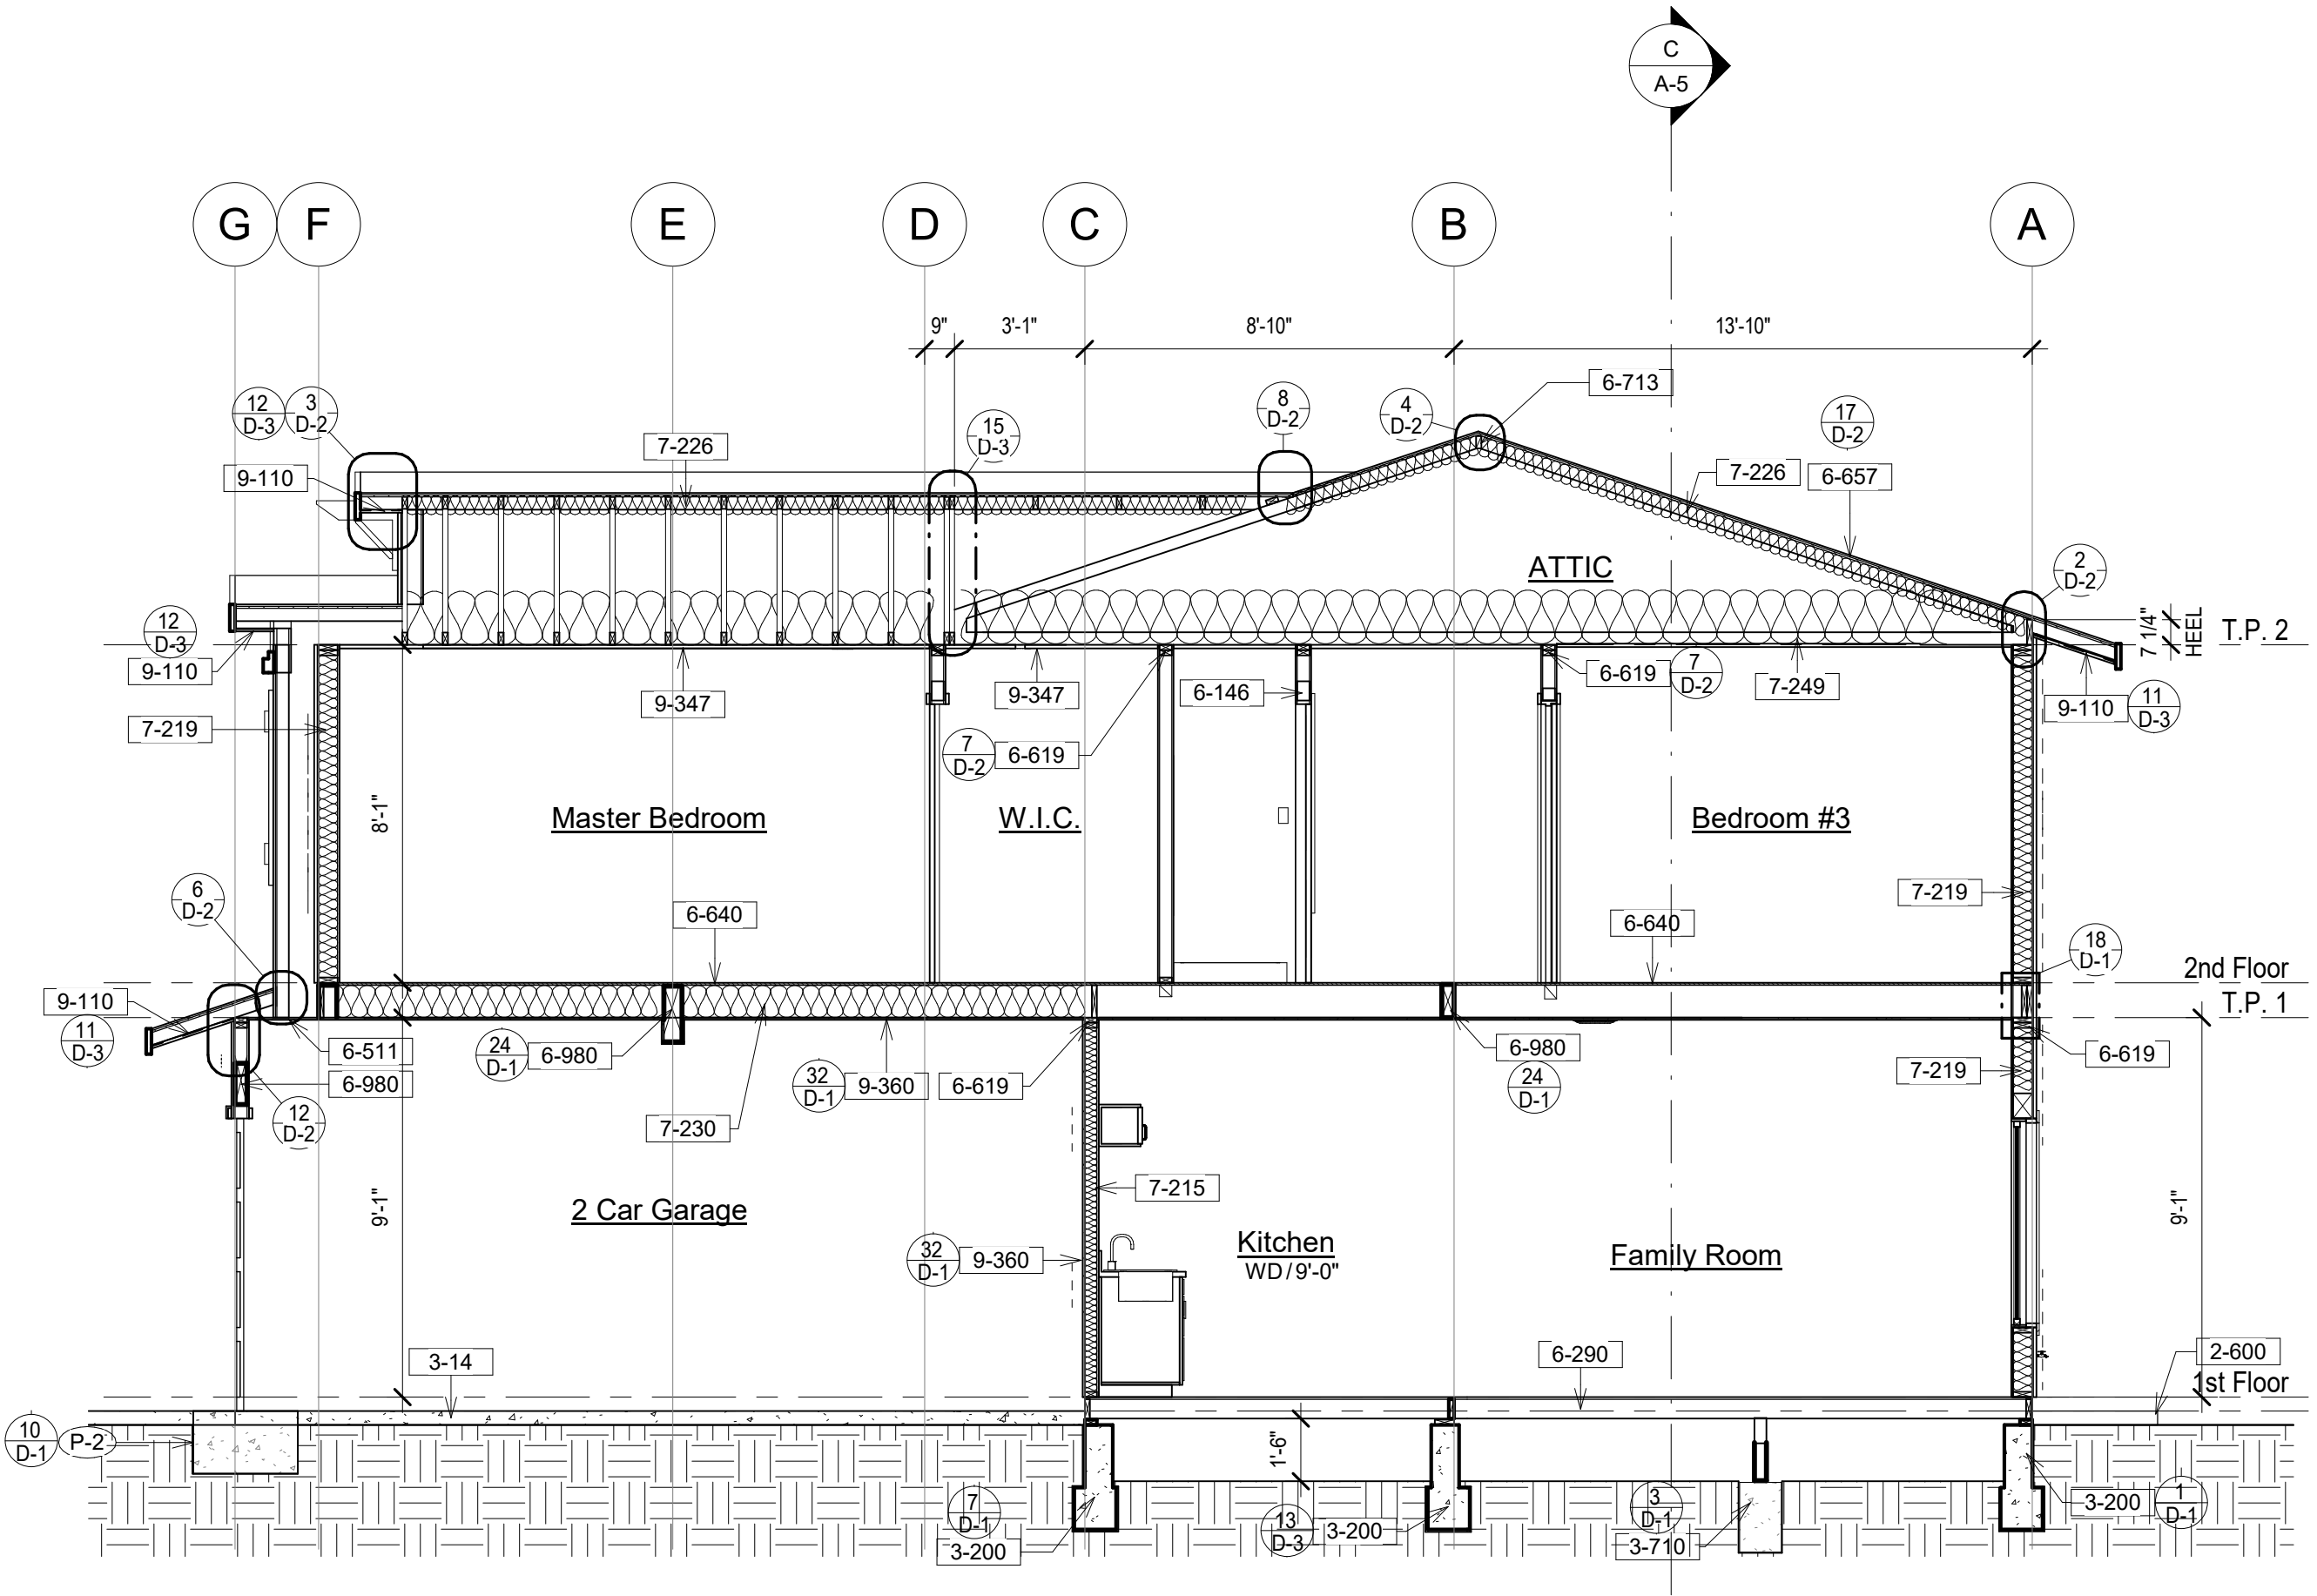 C
A-5
G
F
E
D
C
B
A
9"
3'-1"
8'-10"
13'-10"
6-713
12
D-3
3
D-2
8
D-2
4
D-2
17
D-2
15
D-3
7-226
9-110
7-226
6-657
ATTIC
2
D-2
7 1/4"
HEEL
T.P. 2
12
D-3
9-110
9-347
9-347
6-146
6-619
7
D-2
7-249
9-110
11
D-3
7-219
7
D-2
6-619
8'-1"
Master Bedroom
W.I.C.
Bedroom #3
6
D-2
7-219
6-640
6-640
18
D-1
2nd Floor
T.P. 1
9-110
11
D-3
6-511
24
D-1
6-980
6-980
24
D-1
6-619
6-980
32
D-1
9-360
6-619
7-219
12
D-2
7-230
7-215
9'-1"
2 Car Garage
9'-1"
32
D-1
9-360
Kitchen
WD/9'-0"
Family Room
3-14
6-290
2-600
1st Floor
10
D-1
P-2
1'-6"
7
D-1
3-200
13
D-3
3-200
3
D-1
3-710
3-200
1
D-1